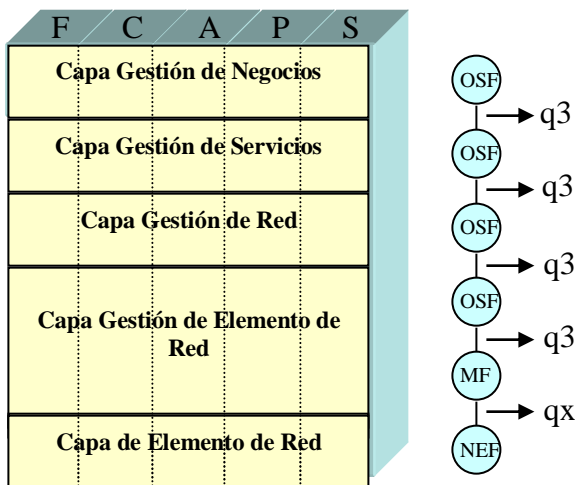 F C A P S
Capa Gestión de Negocios
Capa Gestión de Servicios
Capa Gestión de Red
Capa Gestión de Elemento de
Red
Capa de Elemento de Red
OSF
q3
OSF
q3
OSF
q3
OSF
q3
MF
qx
NEF